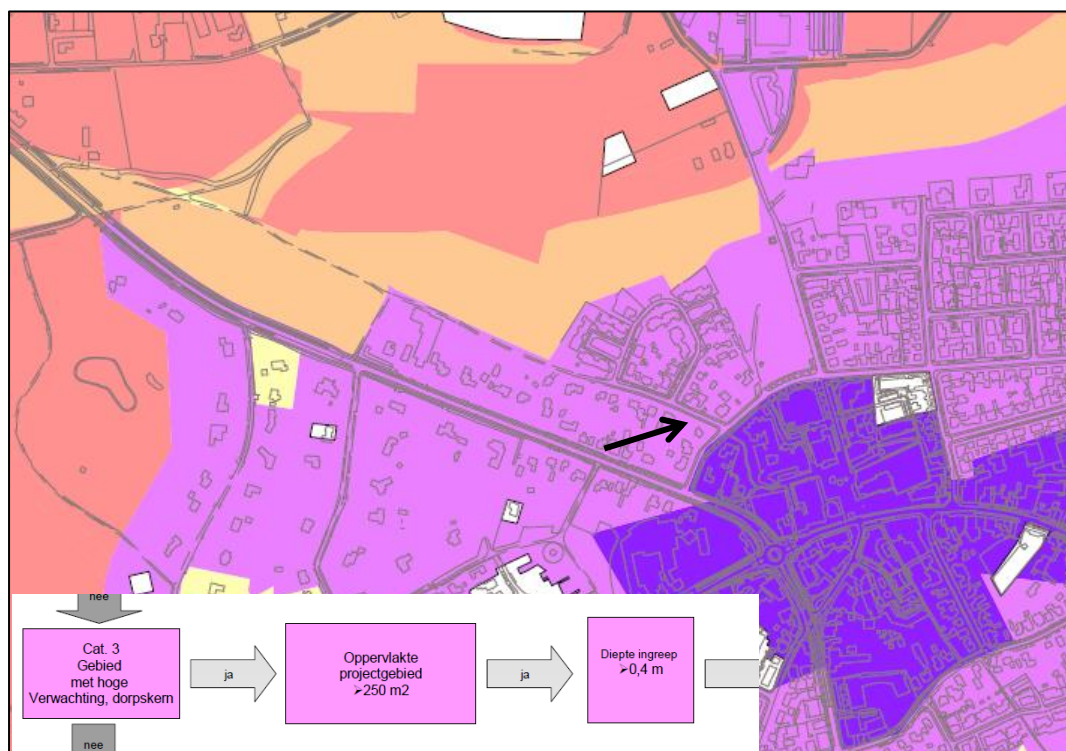 nee
Cat. 3
Gebied
met hoge
Verwachting, dorpskern
ja
Oppervlakte
projectgebied
➢250 m2
ja
Diepte ingreep
➢0,4 m
nee